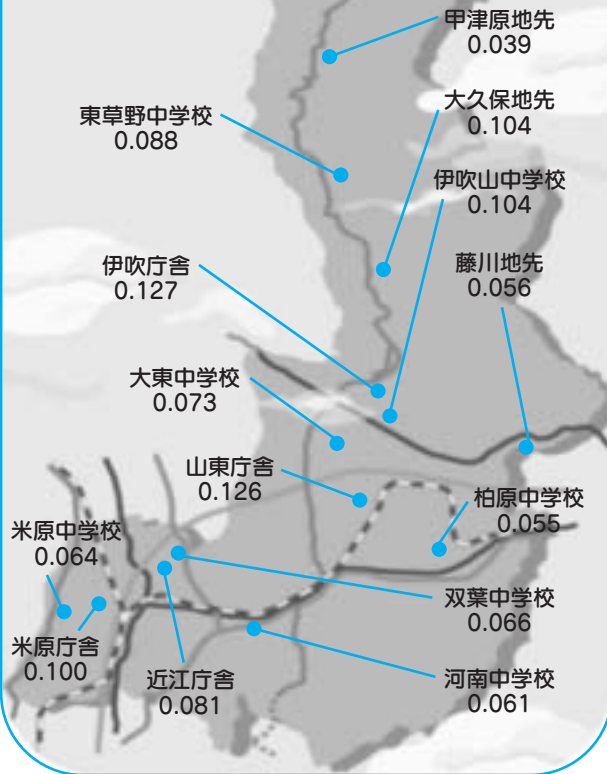 甲津原地先
0.039
大久保地先
0.104
東草野中学校
0.088
伊吹山中学校
0.104
伊吹庁舎
0.127
藤川地先
0.056
大東中学校
0.073
山東庁舎
0.126
柏原中学校
0.055
米原中学校
0.064
双葉中学校
0.066
米原庁舎
0.100
近江庁舎
0.081
河南中学校
0.061